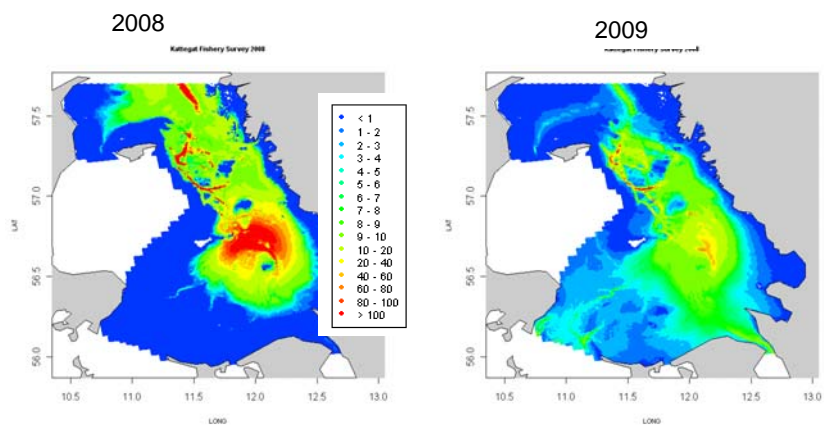 2008
2009
Kattegat Fishery Survey 2008
Kattegat Fishery Survey 2008
< 1
1 - 2
2 - 3
3 - 4
4 - 5
5 - 6
6 - 7
7 - 8
8 - 9
9 - 10
10 - 20
20 - 40
40 - 60
60 - 80
80 - 100
> 100
LAT
57.5
57.0
56.5
56.0
10.5 11.0 11.5 12.0 12.5 13.0
LONG
LAT
57.5
57.0
56.5
56.0
10.5 11.0 11.5 12.0 12.5 13.0
LONG